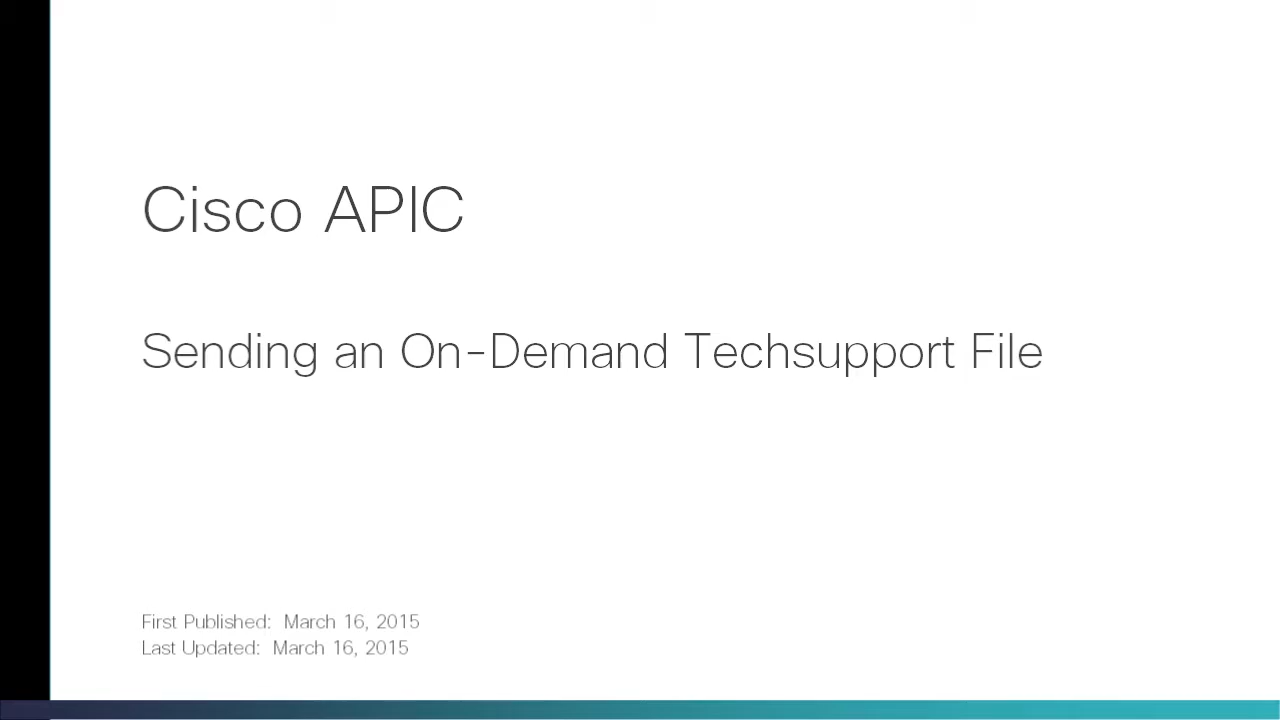 Cisco APIC
Sending an On-Demand Techsupport File
First Published: March 16, 2015
Last Updated: March 16, 2015